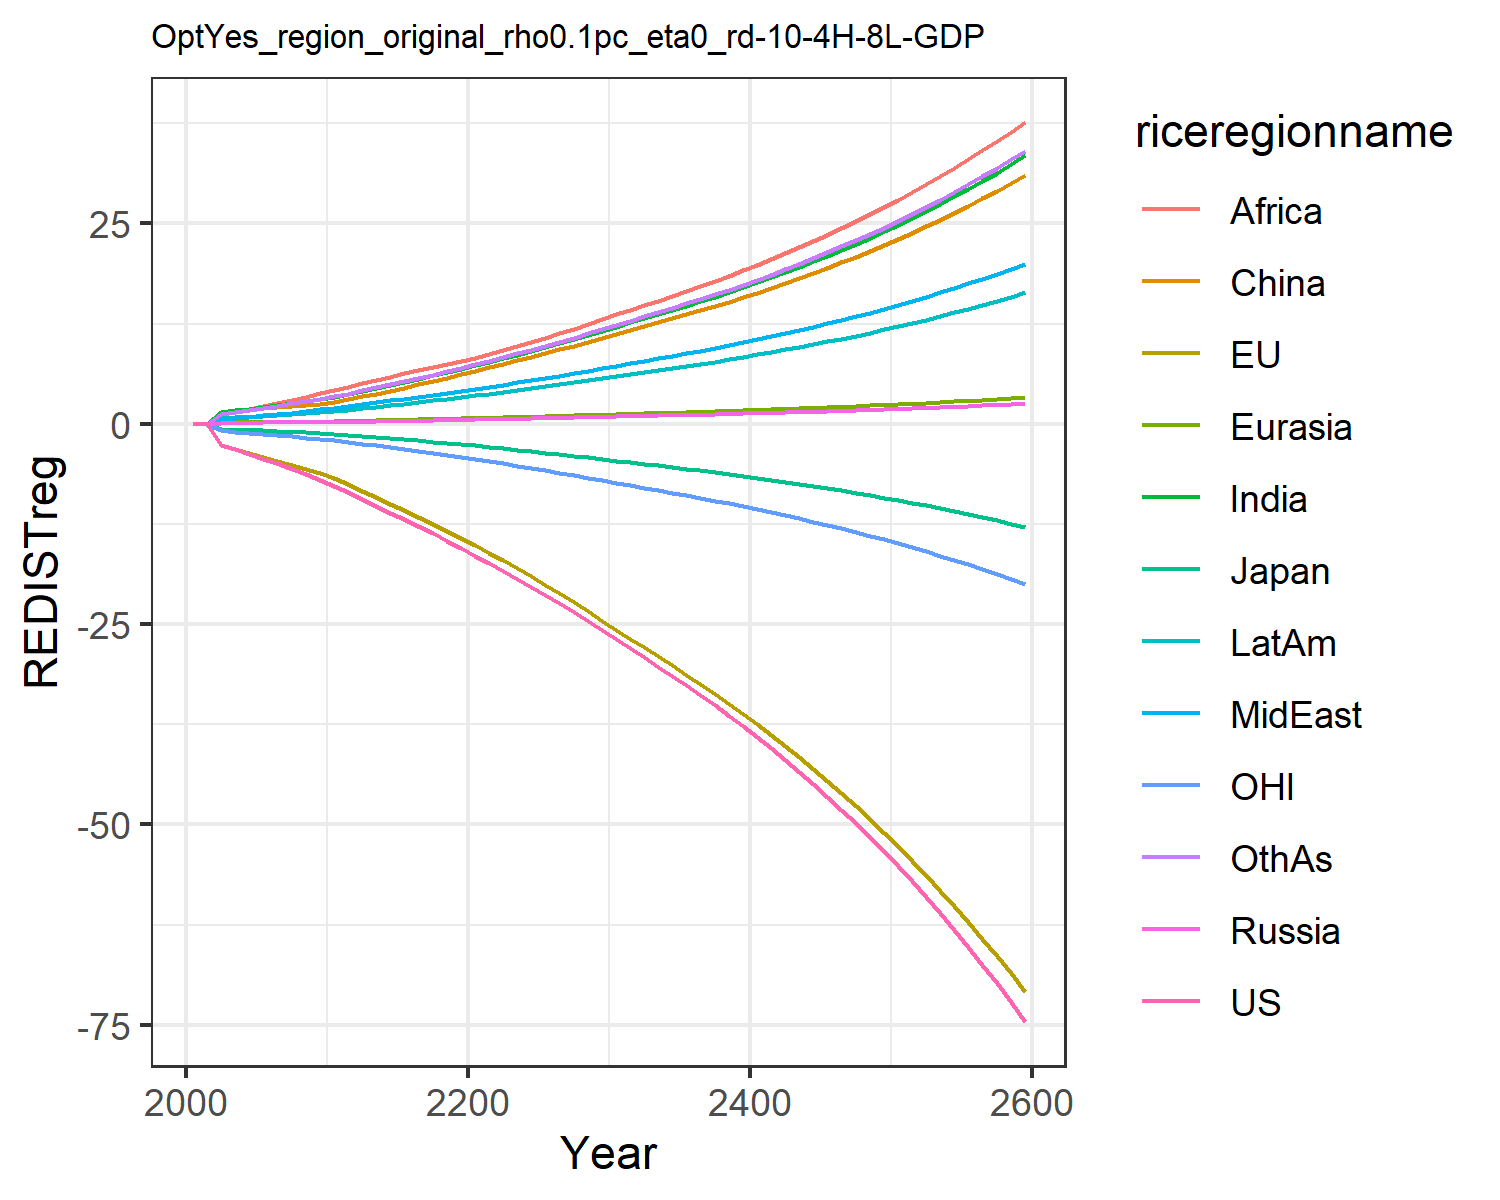 OptYes_region_original_rho0.1pc_eta0_rd-10-4H-8L-GDP
REDISTreg
25
0
-25
-50
-75
2000
2200
2400
2600
Year
riceregionname
Africa
China
EU
Eurasia
India
Japan
LatAm
MidEast
OHI
OthAs
Russia
US